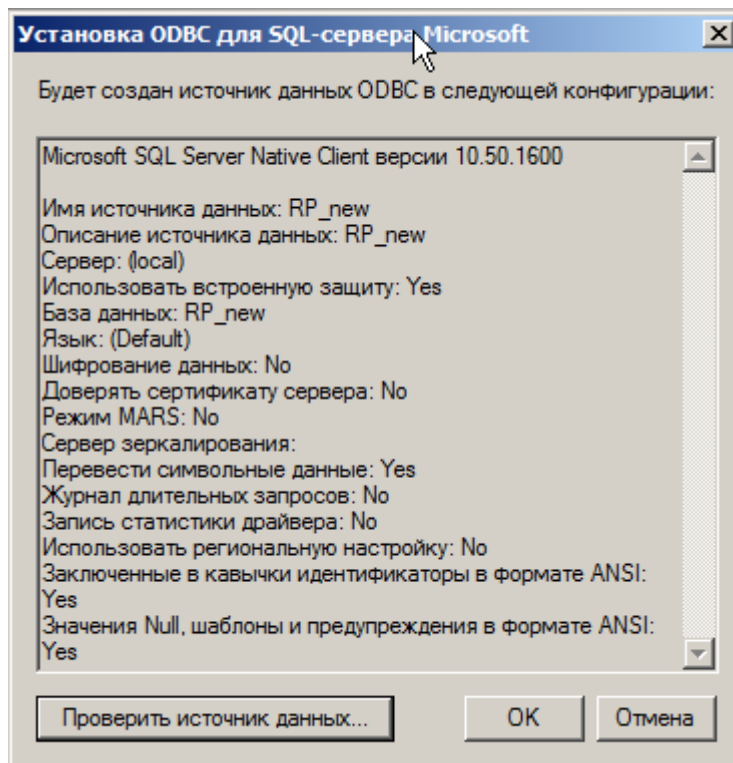 Установка ODBC для SQL-сервера Microsoft
Будет создан источник данных ODBC в следующей конфигурации:
Microsoft SQL Server Native Client версии 10.50.1600
Имя источника данных: RP_new
Описание источника данных: RP_new
Сервер: (local)
Использовать встроенную защиту: Yes
База данных: RP_new
Язык: (Default)
Шифрование данных: No
Доверять сертификату сервера: No
Режим MARS: No
Сервер зеркалирования:
Перевести символьные данные: Yes
Журнал длительных запросов: No
Запись статистики драйвера: No
Использовать региональную настройку: No
Заключенные в кавычки идентификаторы в формате ANSI:
Yes
Значения Null, шаблоны и предупреждения в формате ANSI:
Yes
Проверить источник данных... OK Отмена